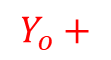 Yₒ +